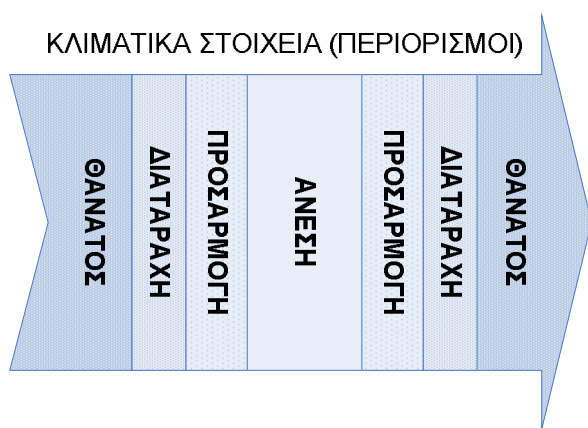 ΚΛΙΜΑΤΙΚΑ ΣΤΟΙΧΕΙΑ (ΠΕΡΙΟΡΙΣΜΟΙ)
ΘΑΝΑΤΟΣ
ΔΙΑΤΑΡΑΧΗ
ΠΡΟΣΑΡΜΟΓΗ
ΑΝΕΣΗ
ΠΡΟΣΑΡΜΟΓΗ
ΔΙΑΤΑΡΑΧΗ
ΘΑΝΑΤΟΣ